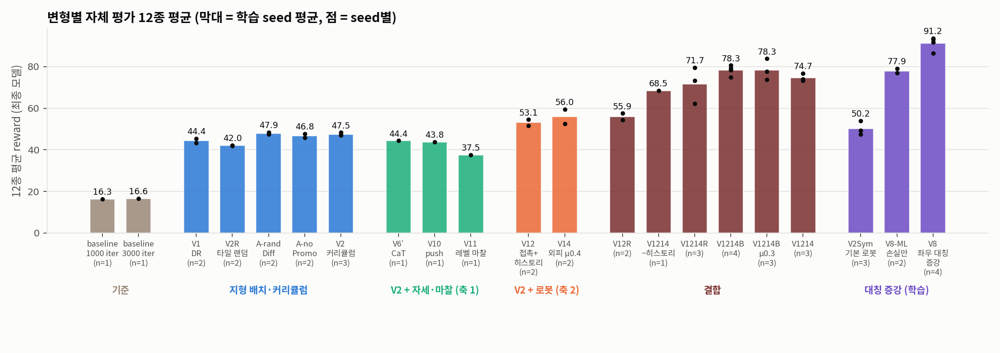 변형별 자체 평가 12종 평균 (막대 = 학습 seed 평균, 점 = seed별)
12종 평균 reward (최종 모델)
80
60
40
20
0
16.3
16.6
44.4
42.0
47.9
46.8
47.5
44.4
43.8
37.5
53.1
56.0
55.9
68.5
71.7
78.3
78.3
74.7
50.2
77.9
91.2
baseline
1000 iter
(n=1)
baseline
3000 iter
(n=1)
V1
DR
(n=2)
V2R
타일 랜덤
(n=2)
A-rand
Diff
(n=2)
A-no
Promo
(n=2)
V2
커리큘럼
(n=3)
V6′
CaT
(n=1)
V10
push
(n=1)
V11
레벨 마찰
(n=1)
V12
접촉+
히스토리
(n=2)
V14
외피 μ0.4
(n=2)
V12R
(n=2)
V1214
−히스토리
(n=1)
V1214R
(n=3)
V1214B
(n=4)
V1214B
μ0.3
(n=3)
V1214
(n=3)
V2Sym
기본 로봇
(n=3)
V8-ML
손실만
(n=2)
V8
좌우 대칭
증강
(n=4)
기준
지형 배치·커리큘럼
V2 + 자세·마찰 (축 1)
V2 + 로봇 (축 2)
결합
대칭 증강 (학습)